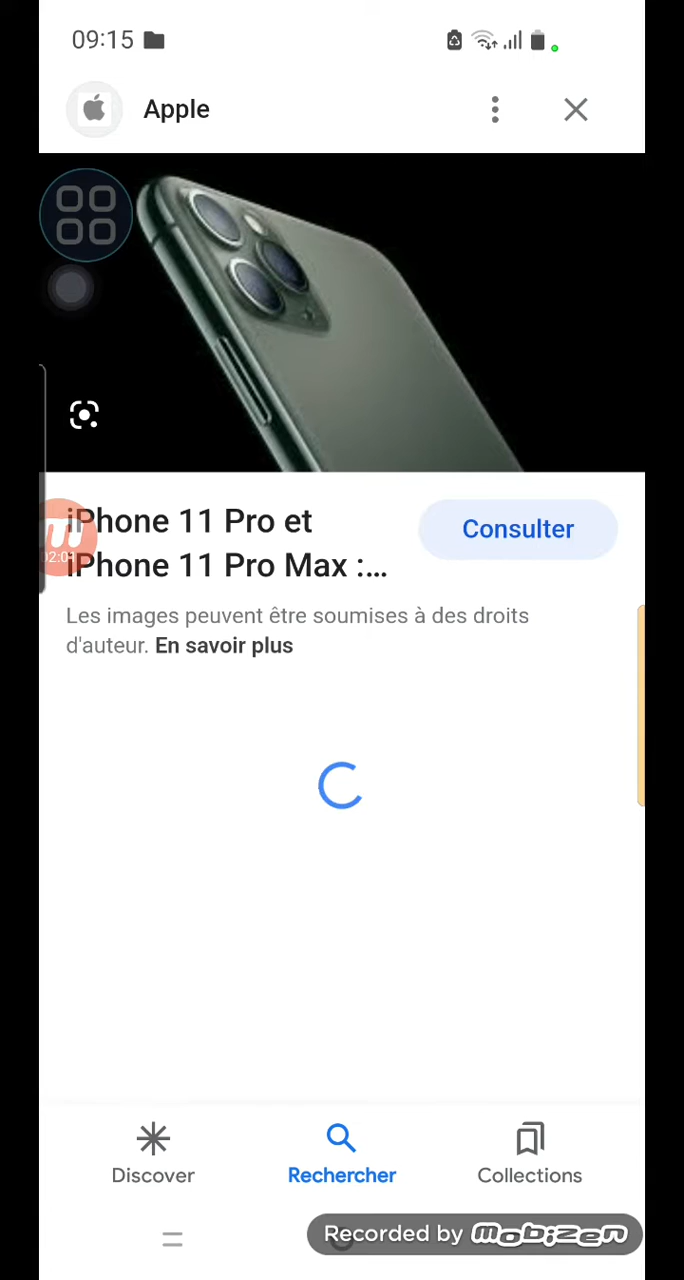 09:15
Apple
iPhone 11 Pro et
iPhone 11 Pro Max :...
Consulter
Les images peuvent être soumises à des droits
d'auteur. En savoir plus
Discover
Rechercher
Collections
Recorded by mobizen